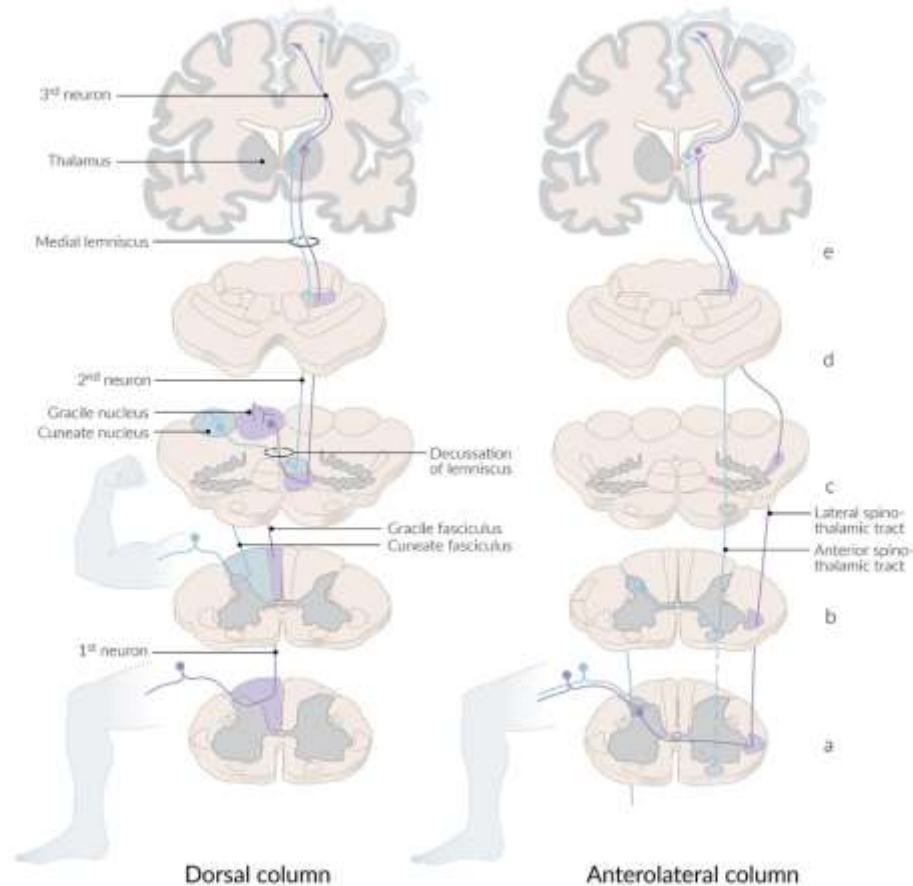 3rd neuron
Thalamus
Medial lemniscus
e
d
2nd neuron
Gracile nucleus
Cuneate nucleus
Decussation
of lemniscus
c
Lateral spino-
thalamic tract
Gracile fasciculus
Cuneate fasciculus
Anterior spino-
thalamic tract
b
1st neuron
a
Dorsal column
Anterolateral column